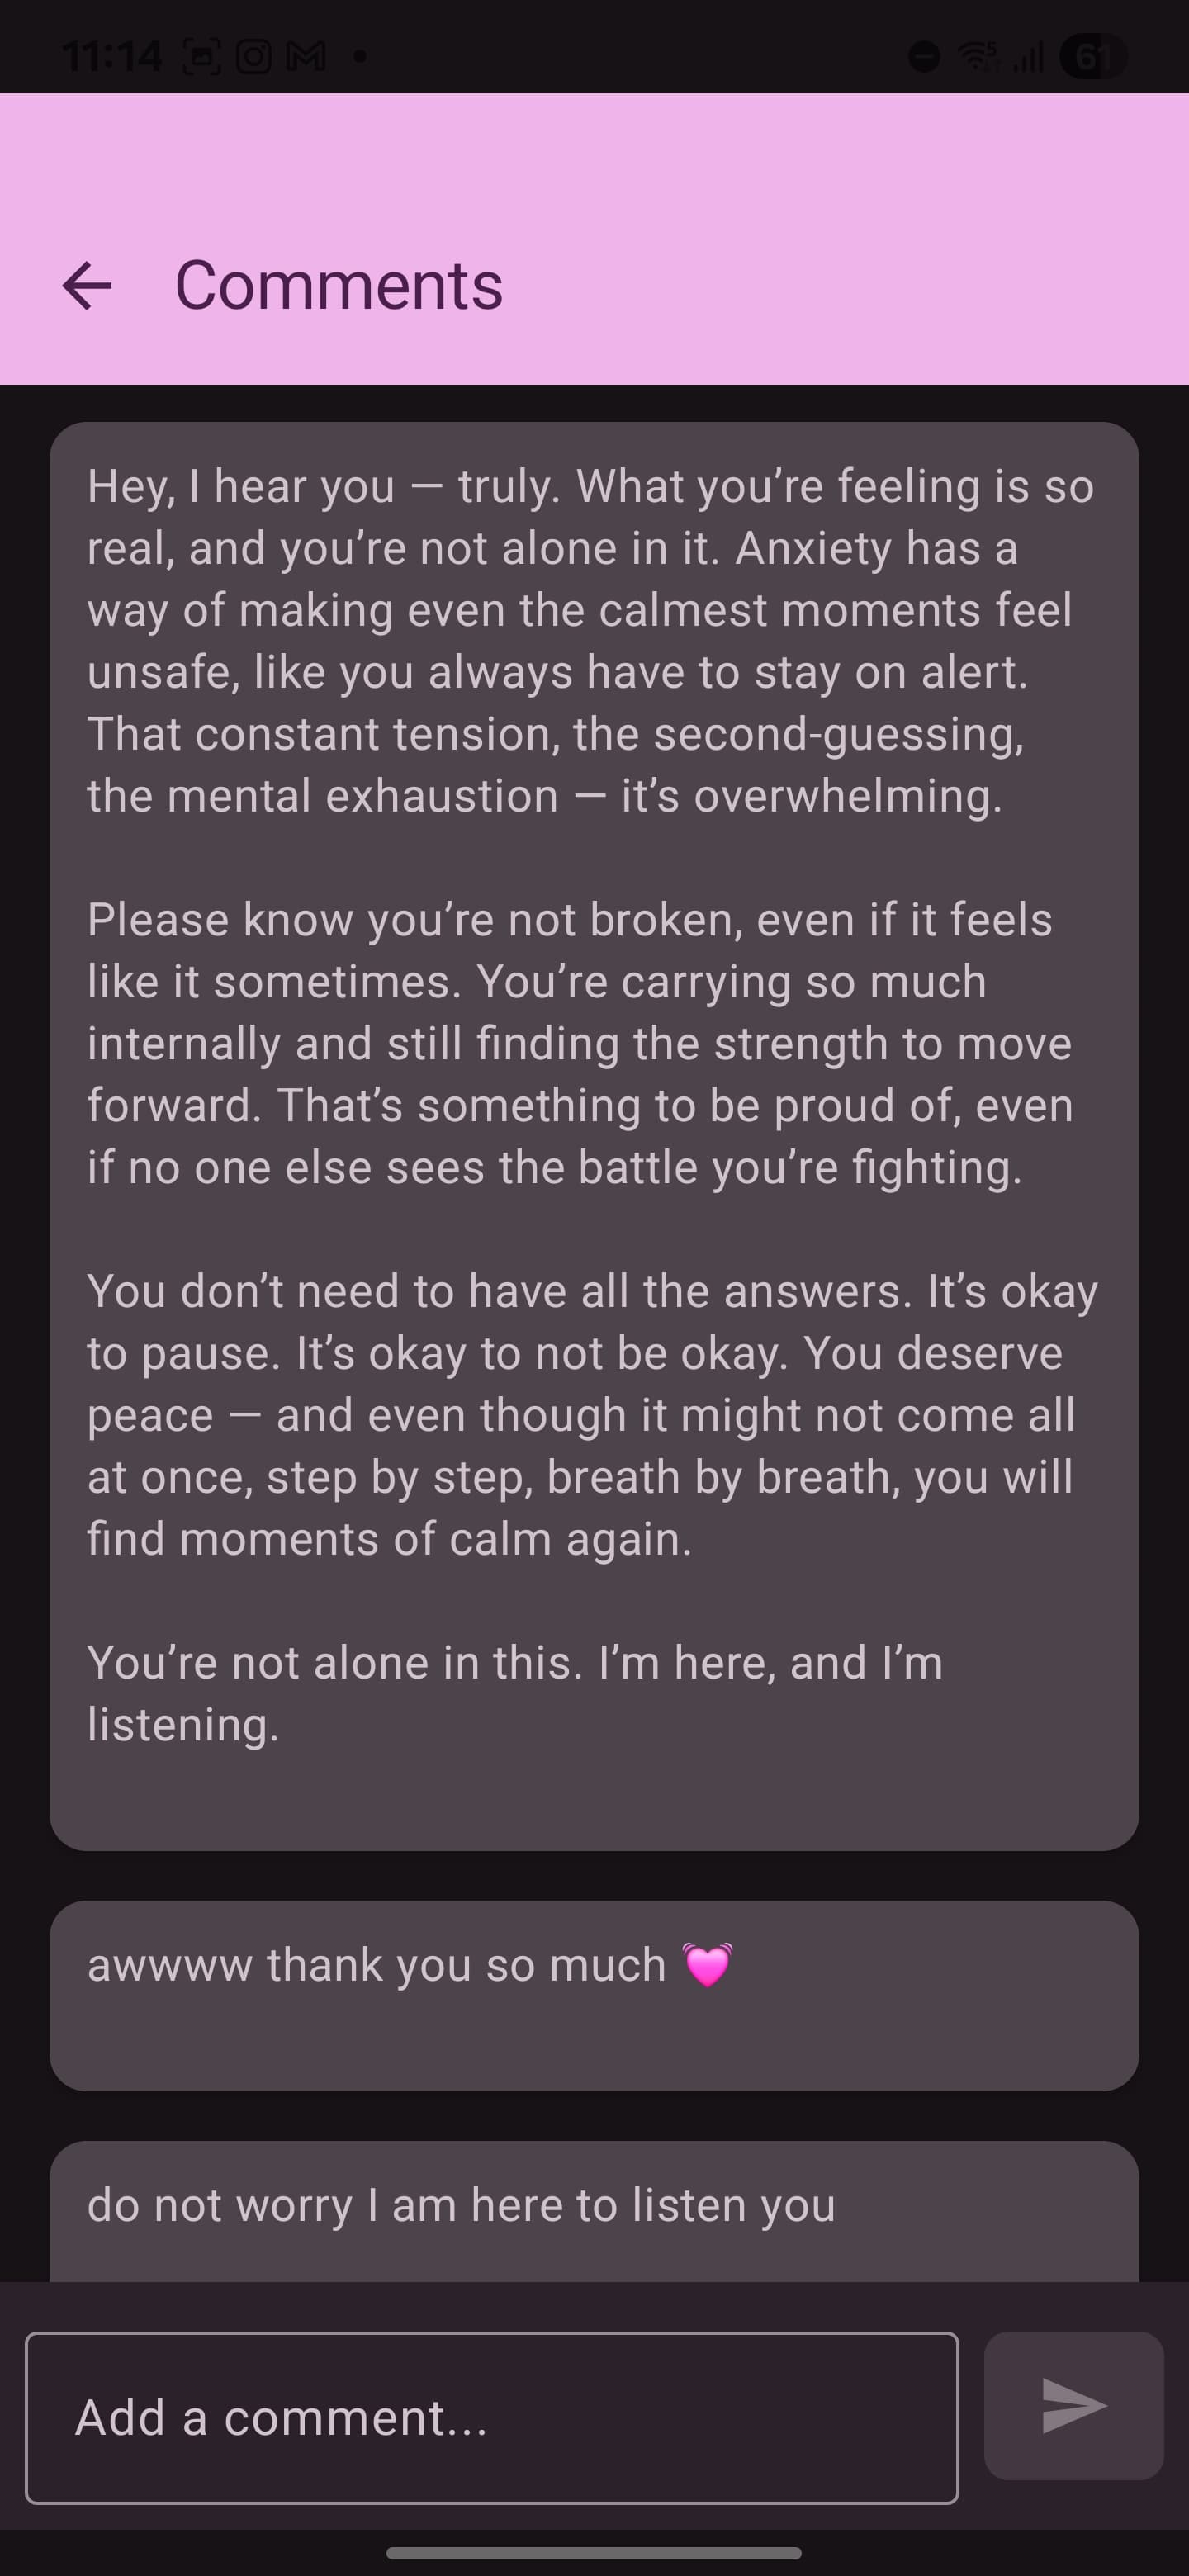 11:14
5
61
Comments
Hey, I hear you — truly. What you’re feeling is so
real, and you’re not alone in it. Anxiety has a
way of making even the calmest moments feel
unsafe, like you always have to stay on alert.
That constant tension, the second-guessing,
the mental exhaustion — it’s overwhelming.
Please know you’re not broken, even if it feels
like it sometimes. You’re carrying so much
internally and still finding the strength to move
forward. That’s something to be proud of, even
if no one else sees the battle you’re fighting.
You don’t need to have all the answers. It’s okay
to pause. It’s okay to not be okay. You deserve
peace — and even though it might not come all
at once, step by step, breath by breath, you will
find moments of calm again.
You’re not alone in this. I’m here, and I’m
listening.
awwww thank you so much 💓
do not worry I am here to listen you
Add a comment...